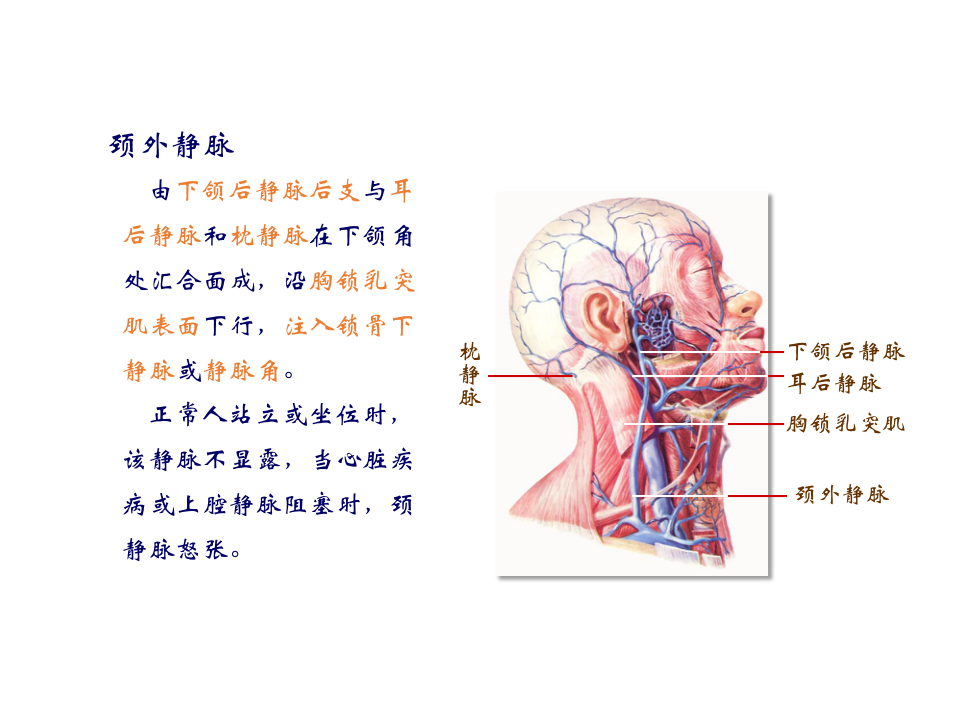 颈外静脉
由下颌后静脉后支与耳
后静脉和枕静脉在下颌角
处汇合面成，沿胸锁乳突
肌表面下行，注入锁骨下
静脉或静脉角。
正常人站立或坐位时，
该静脉不显露，当心脏疾
病或上腔静脉阻塞时，颈
静脉怒张。
枕静脉
下颌后静脉
耳后静脉
胸锁乳突肌
颈外静脉